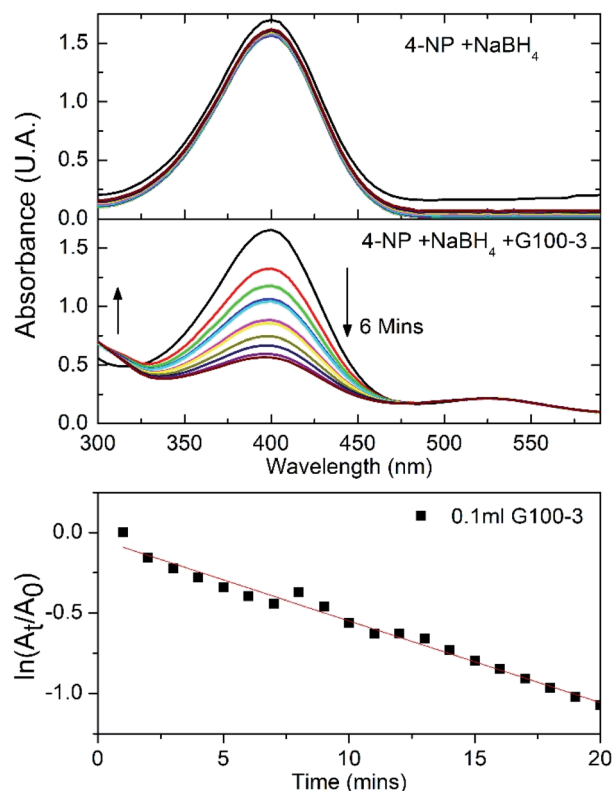 Absorbance (U.A.)
1.5
1.0
0.5
0.0
4-NP +NaBH4
1.5
1.0
0.5
0.0
4-NP +NaBH4 +G100-3
6 Mins
300 350 400 450 500 550
Wavelength (nm)
ln(At/A0)
0.0
-0.5
-1.0
0.1ml G100-3
0 5 10 15 20
Time (mins)